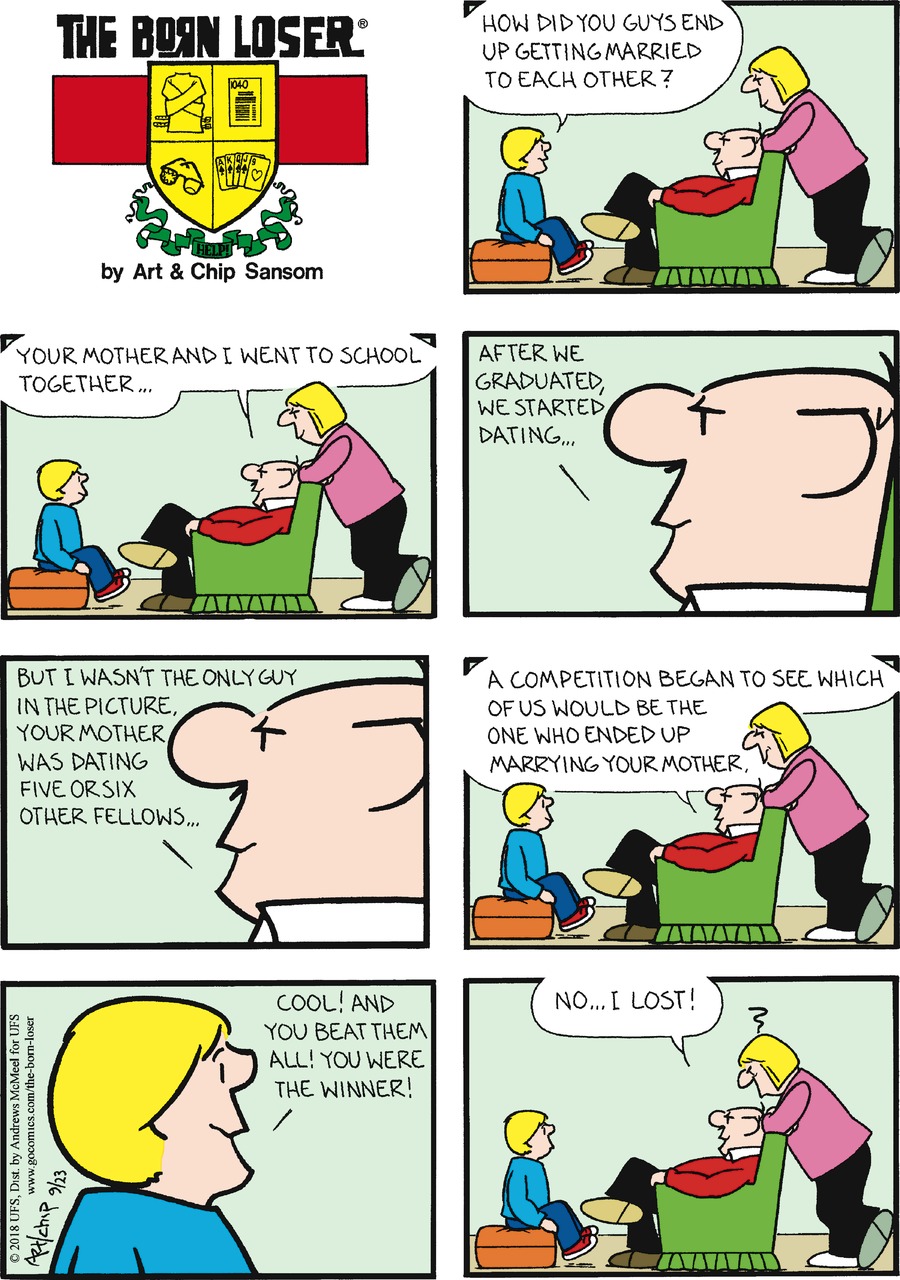 THE BORN LOSER®
1040
A K Q J 9
HELP!
by Art & Chip Sansom
HOW DID YOU GUYS END
UP GETTING MARRIED
TO EACH OTHER?
YOUR MOTHER AND I WENT TO SCHOOL
TOGETHER...
AFTER WE
GRADUATED,
WE STARTED
DATING...
BUT I WASN'T THE ONLY GUY
IN THE PICTURE,
YOUR MOTHER
WAS DATING
FIVE OR SIX
OTHER FELLOWS...
A COMPETITION BEGAN TO SEE WHICH
OF US WOULD BE THE
ONE WHO ENDED UP
MARRYING YOUR MOTHER.
© 2018 UFS, Dist. by Andrews McMeel for UFS
www.gocomics.com/the-born-loser
Art/Chip 9/23
COOL! AND
YOU BEAT THEM
ALL! YOU WERE
THE WINNER!
NO...I LOST!
?